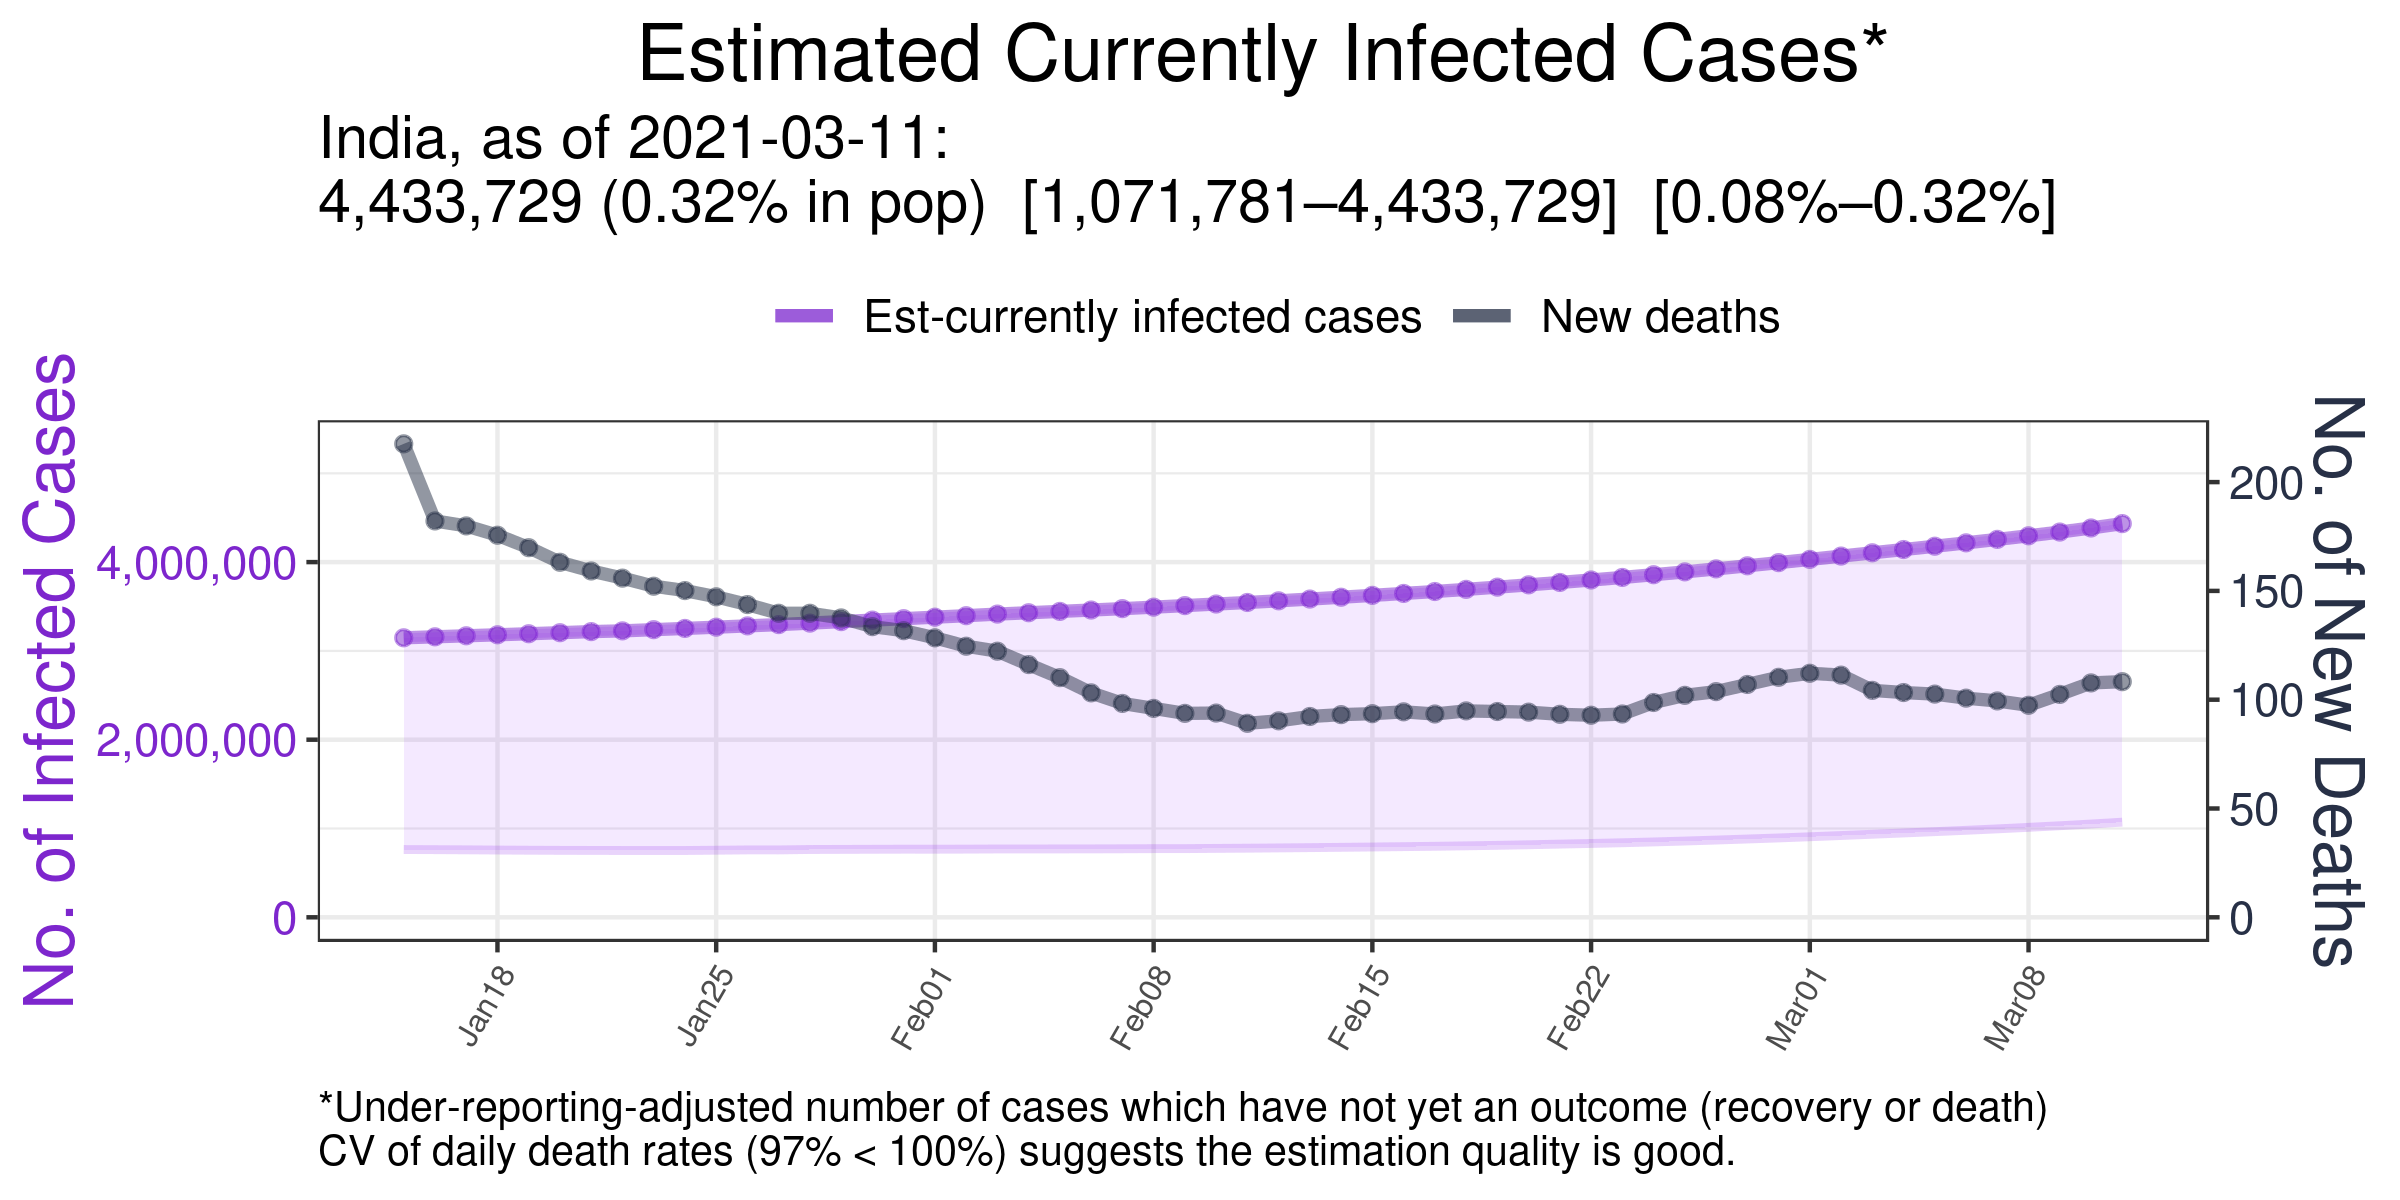 Estimated Currently Infected Cases*
India, as of 2021-03-11:
4,433,729 (0.32% in pop) [1,071,781–4,433,729] [0.08%–0.32%]
Est-currently infected cases New deaths
No. of Infected Cases
4,000,000
2,000,000
0
No. of New Deaths
200
150
100
50
0
Jan18 Jan25 Feb01 Feb08 Feb15 Feb22 Mar01 Mar08
*Under-reporting-adjusted number of cases which have not yet an outcome (recovery or death)
CV of daily death rates (97% < 100%) suggests the estimation quality is good.